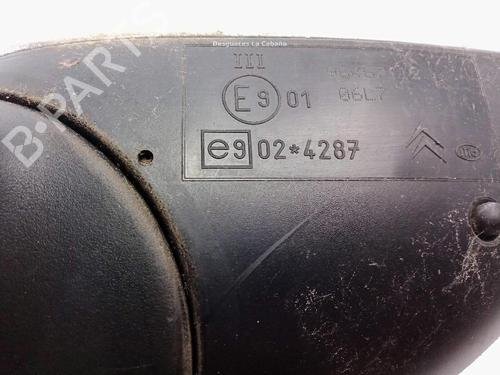 Desguaces La Cabaña
III
E9 01 06L7
e9 02*4287
B-PARTS